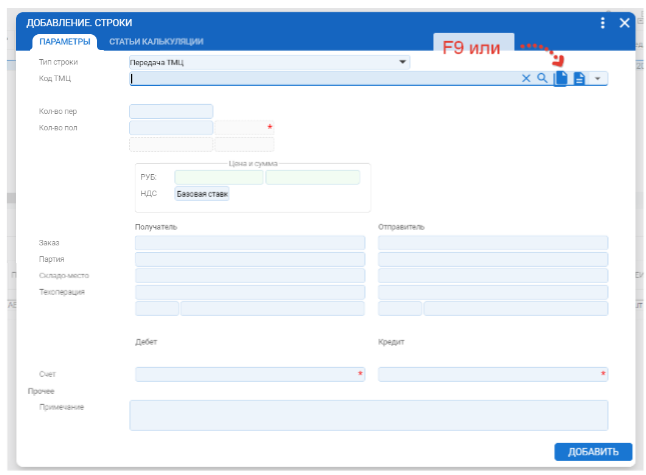 ДОБАВЛЕНИЕ. СТРОКИ
ПАРАМЕТРЫ СТАТЬИ КАЛЬКУЛЯЦИИ
F9 или
Тип строки Передача ТМЦ
Код ТМЦ
Кол-во пер
Кол-во пол *
Цена и сумма
РУБ:
НДС Базовая ставк
Получатель Отправитель
Заказ
Партия
Складо-место
Техоперация
Дебет Кредит
Счет * *
Прочее
Примечание
ДОБАВИТЬ